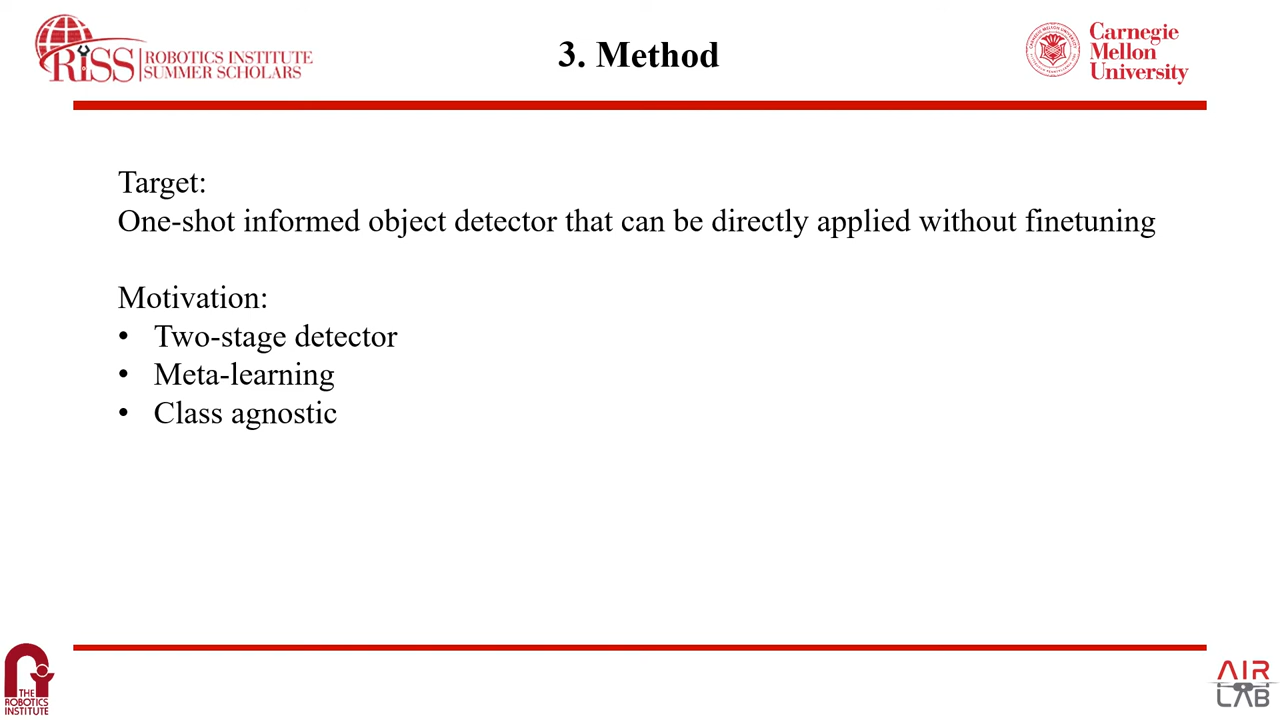 RISS ROBOTICS INSTITUTE
SUMMER SCHOLARS
3. Method
Carnegie
Mellon
University
Target:
One-shot informed object detector that can be directly applied without finetuning
Motivation:
• Two-stage detector
• Meta-learning
• Class agnostic
THE
ROBOTICS
INSTITUTE
AIR
LAB